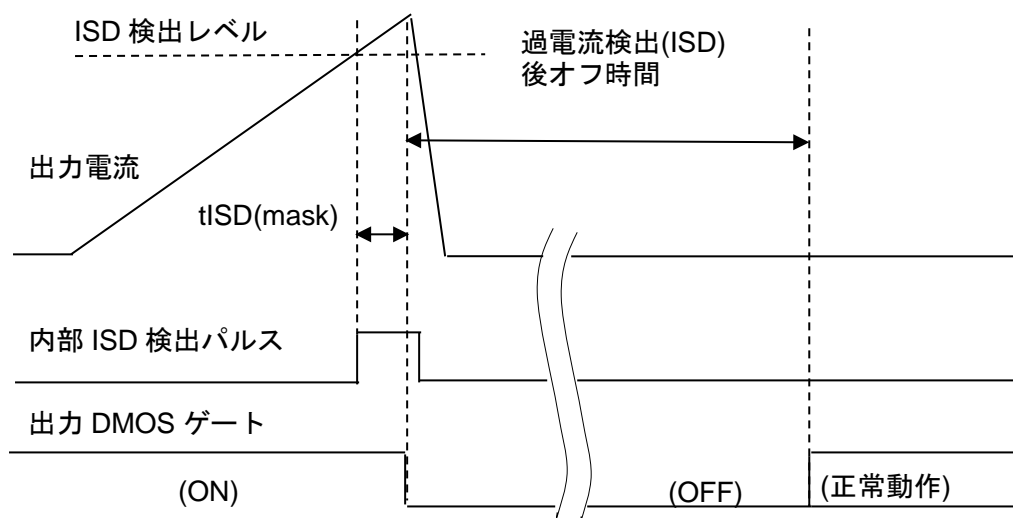 ISD 検出レベル
過電流検出(ISD)
後オフ時間
出力電流
tISD(mask)
内部 ISD 検出パルス
出力 DMOS ゲート
(ON)
(OFF)
(正常動作)